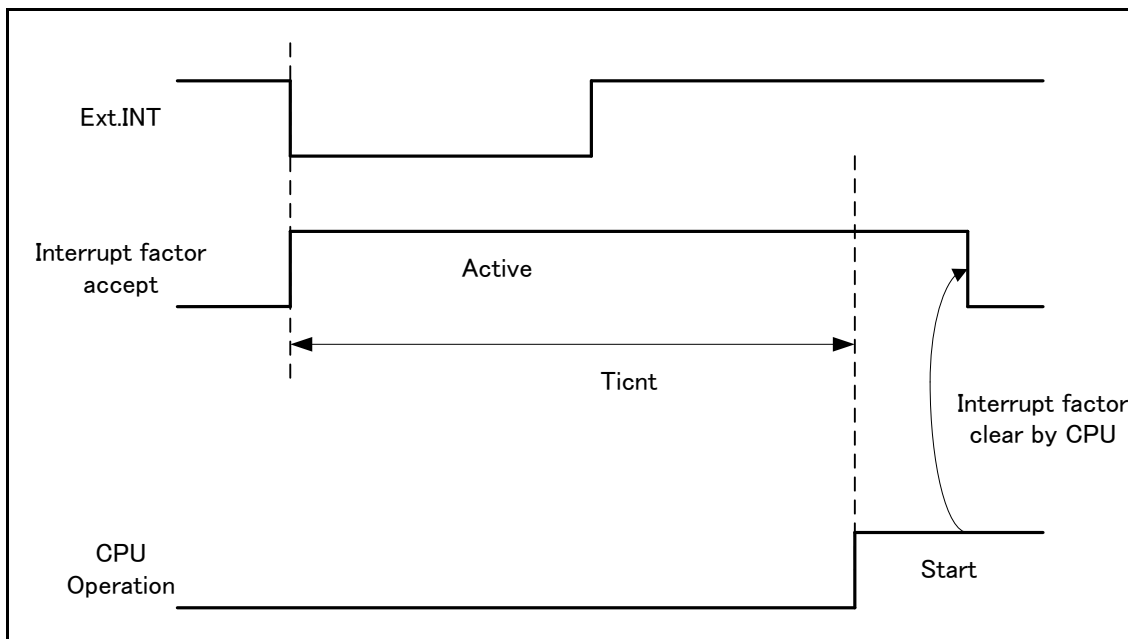 Ext.INT
Interrupt factor
accept
Active
Ticnt
Interrupt factor
clear by CPU
CPU
Operation
Start